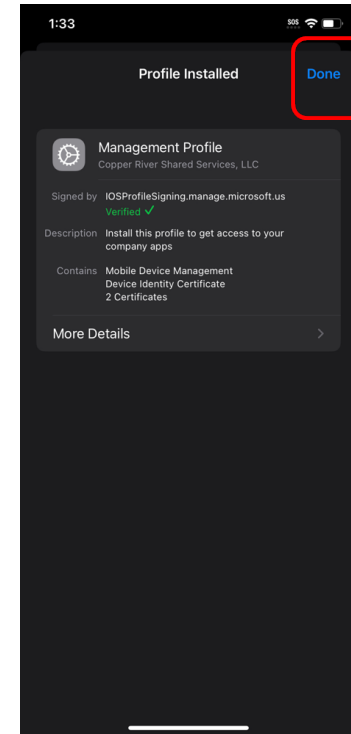 1:33
SOS
Profile Installed
Done
Management Profile
Copper River Shared Services, LLC
Signed by IOSProfileSigning.manage.microsoft.us
Verified ✓
Description Install this profile to get access to your
company apps
Contains Mobile Device Management
Device Identity Certificate
2 Certificates
More Details